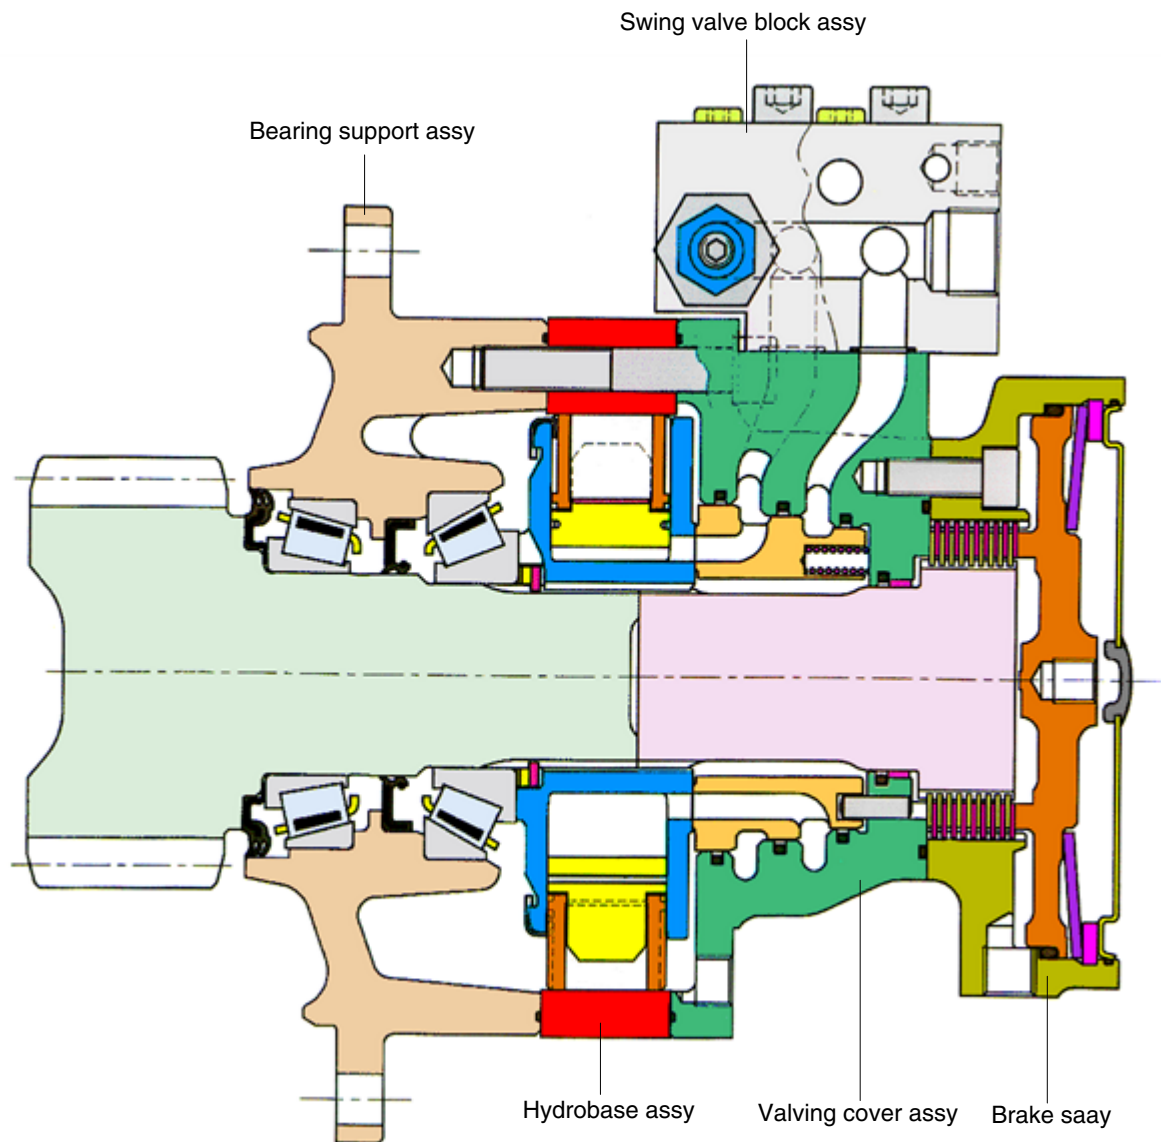 Swing valve block assy
Bearing support assy
Hydrobase assy
Valving cover assy
Brake saay